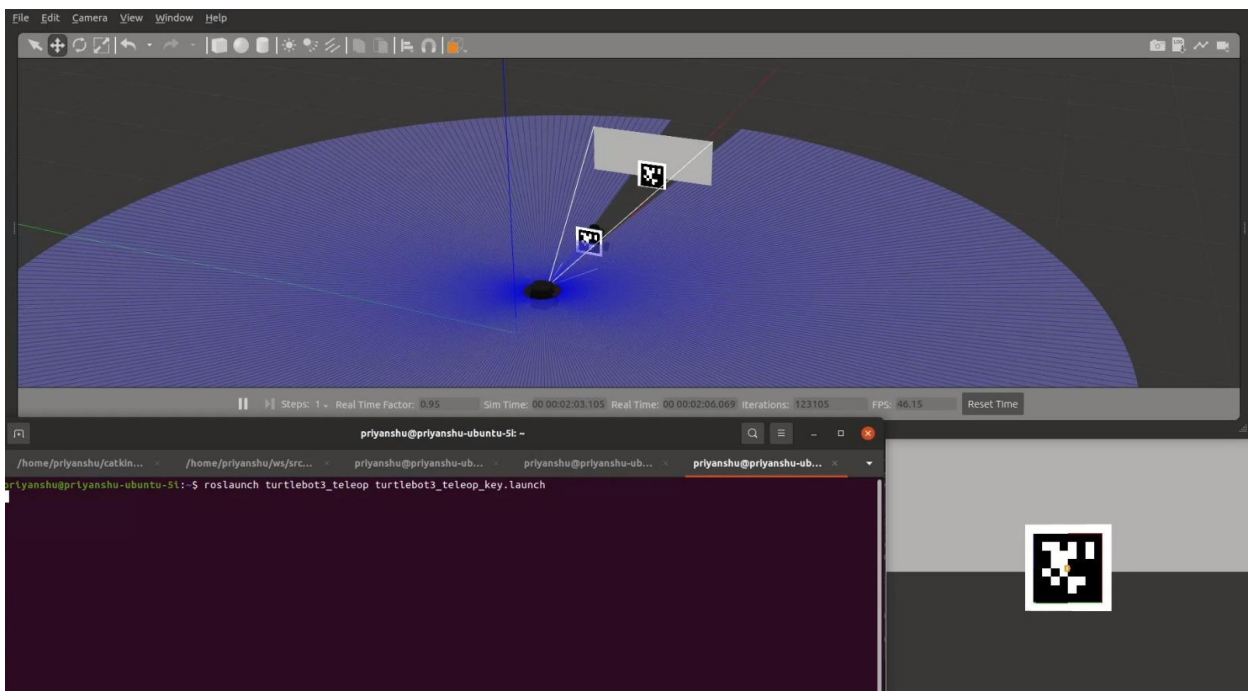 File Edit Camera View Window Help
LOG
Steps: 1 Real Time Factor: 0.95 Sim Time: 00 00:02:03.105 Real Time: 00 00:02:06.069 Iterations: 123105 FPS: 46.15 Reset Time
priyanshu@priyanshu-ubuntu-5i: ~
/home/priyanshu/catkin... /home/priyanshu/ws/src... priyanshu@priyanshu-ub... priyanshu@priyanshu-ub... priyanshu@priyanshu-ub...
priyanshu@priyanshu-ubuntu-5i:~$ roslaunch turtlebot3_teleop turtlebot3_teleop_key.launch